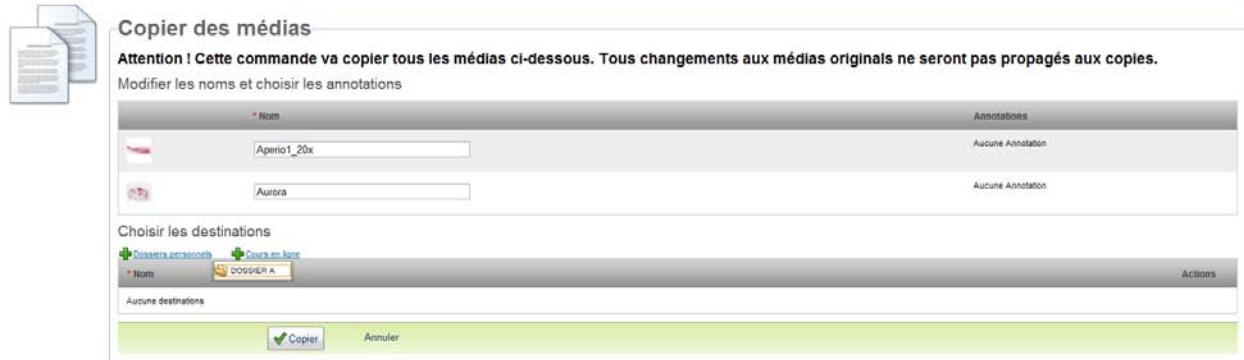 Copier des médias
Attention ! Cette commande va copier tous les médias ci-dessous. Tous changements aux médias originals ne seront pas propagés aux copies.
Modifier les noms et choisir les annotations
* Nom Annotations
Aperio1_20x Aucune Annotation
Aurora Aucune Annotation
Choisir les destinations
Dossiers personnels Cours en ligne
* Nom DOSSIER A Actions
Aucune destinations
Copier Annuler